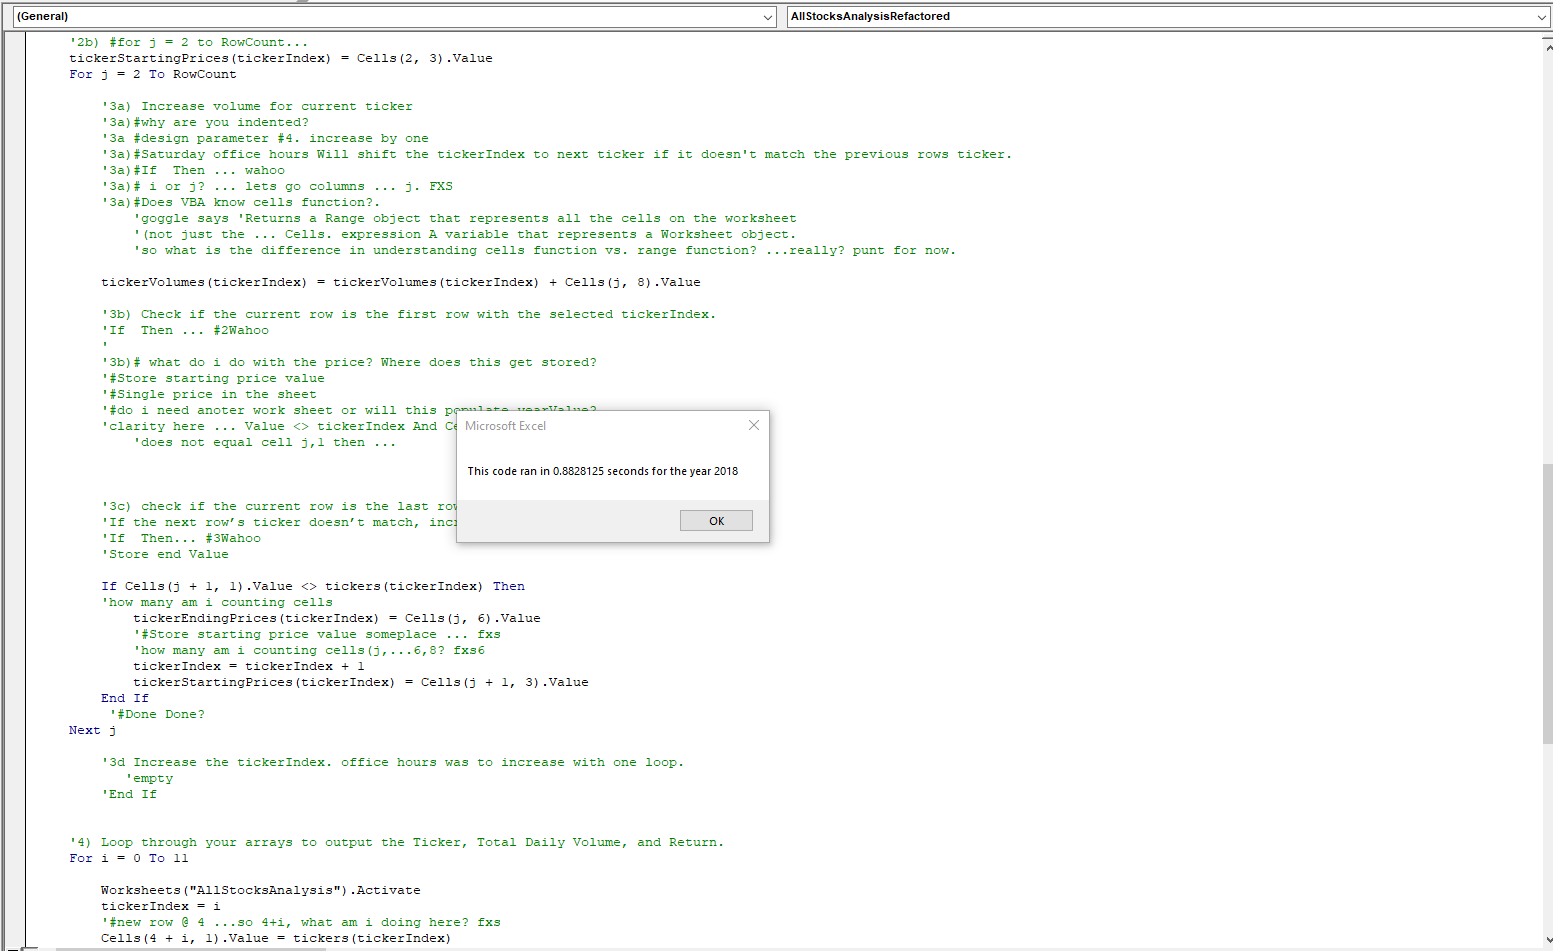 (General)
AllStocksAnalysisRefactored
'2b) #for j = 2 to RowCount...
tickerStartingPrices(tickerIndex) = Cells(2, 3).Value
For j = 2 To RowCount
'3a) Increase volume for current ticker
'3a)#why are you indented?
'3a #design parameter #4. increase by one
'3a)#Saturday office hours Will shift the tickerIndex to next ticker if it doesn't match the previous rows ticker.
'3a)#If  Then ... wahoo
'3a)# i or j? ... lets go columns ... j. FXS
'3a)#Does VBA know cells function?.
'goggle says 'Returns a Range object that represents all the cells on the worksheet
'(not just the ... Cells. expression A variable that represents a Worksheet object.
'so what is the difference in understanding cells function vs. range function? ...really? punt for now.
tickerVolumes(tickerIndex) = tickerVolumes(tickerIndex) + Cells(j, 8).Value
'3b) Check if the current row is the first row with the selected tickerIndex.
'If  Then ... #2Wahoo
'
'3b)# what do i do with the price? Where does this get stored?
'#Store starting price value
'#Single price in the sheet
'#do i need anoter work sheet or will this populate yearValue?
'clarity here ... Value <> tickerIndex And Ce
'does not equal cell j,1 then ...
Microsoft Excel
This code ran in 0.8828125 seconds for the year 2018
OK
'3c) check if the current row is the last row
'If the next row’s ticker doesn’t match, incr
'If  Then... #3Wahoo
'Store end Value
If Cells(j + 1, 1).Value <> tickers(tickerIndex) Then
'how many am i counting cells
tickerEndingPrices(tickerIndex) = Cells(j, 6).Value
'#Store starting price value someplace ... fxs
'how many am i counting cells(j,...6,8? fxs6
tickerIndex = tickerIndex + 1
tickerStartingPrices(tickerIndex) = Cells(j + 1, 3).Value
End If
'#Done Done?
Next j
'3d Increase the tickerIndex. office hours was to increase with one loop.
'empty
'End If
'4) Loop through your arrays to output the Ticker, Total Daily Volume, and Return.
For i = 0 To 11
Worksheets("AllStocksAnalysis").Activate
tickerIndex = i
'#new row @ 4 ...so 4+i, what am i doing here? fxs
Cells(4 + i, 1).Value = tickers(tickerIndex)